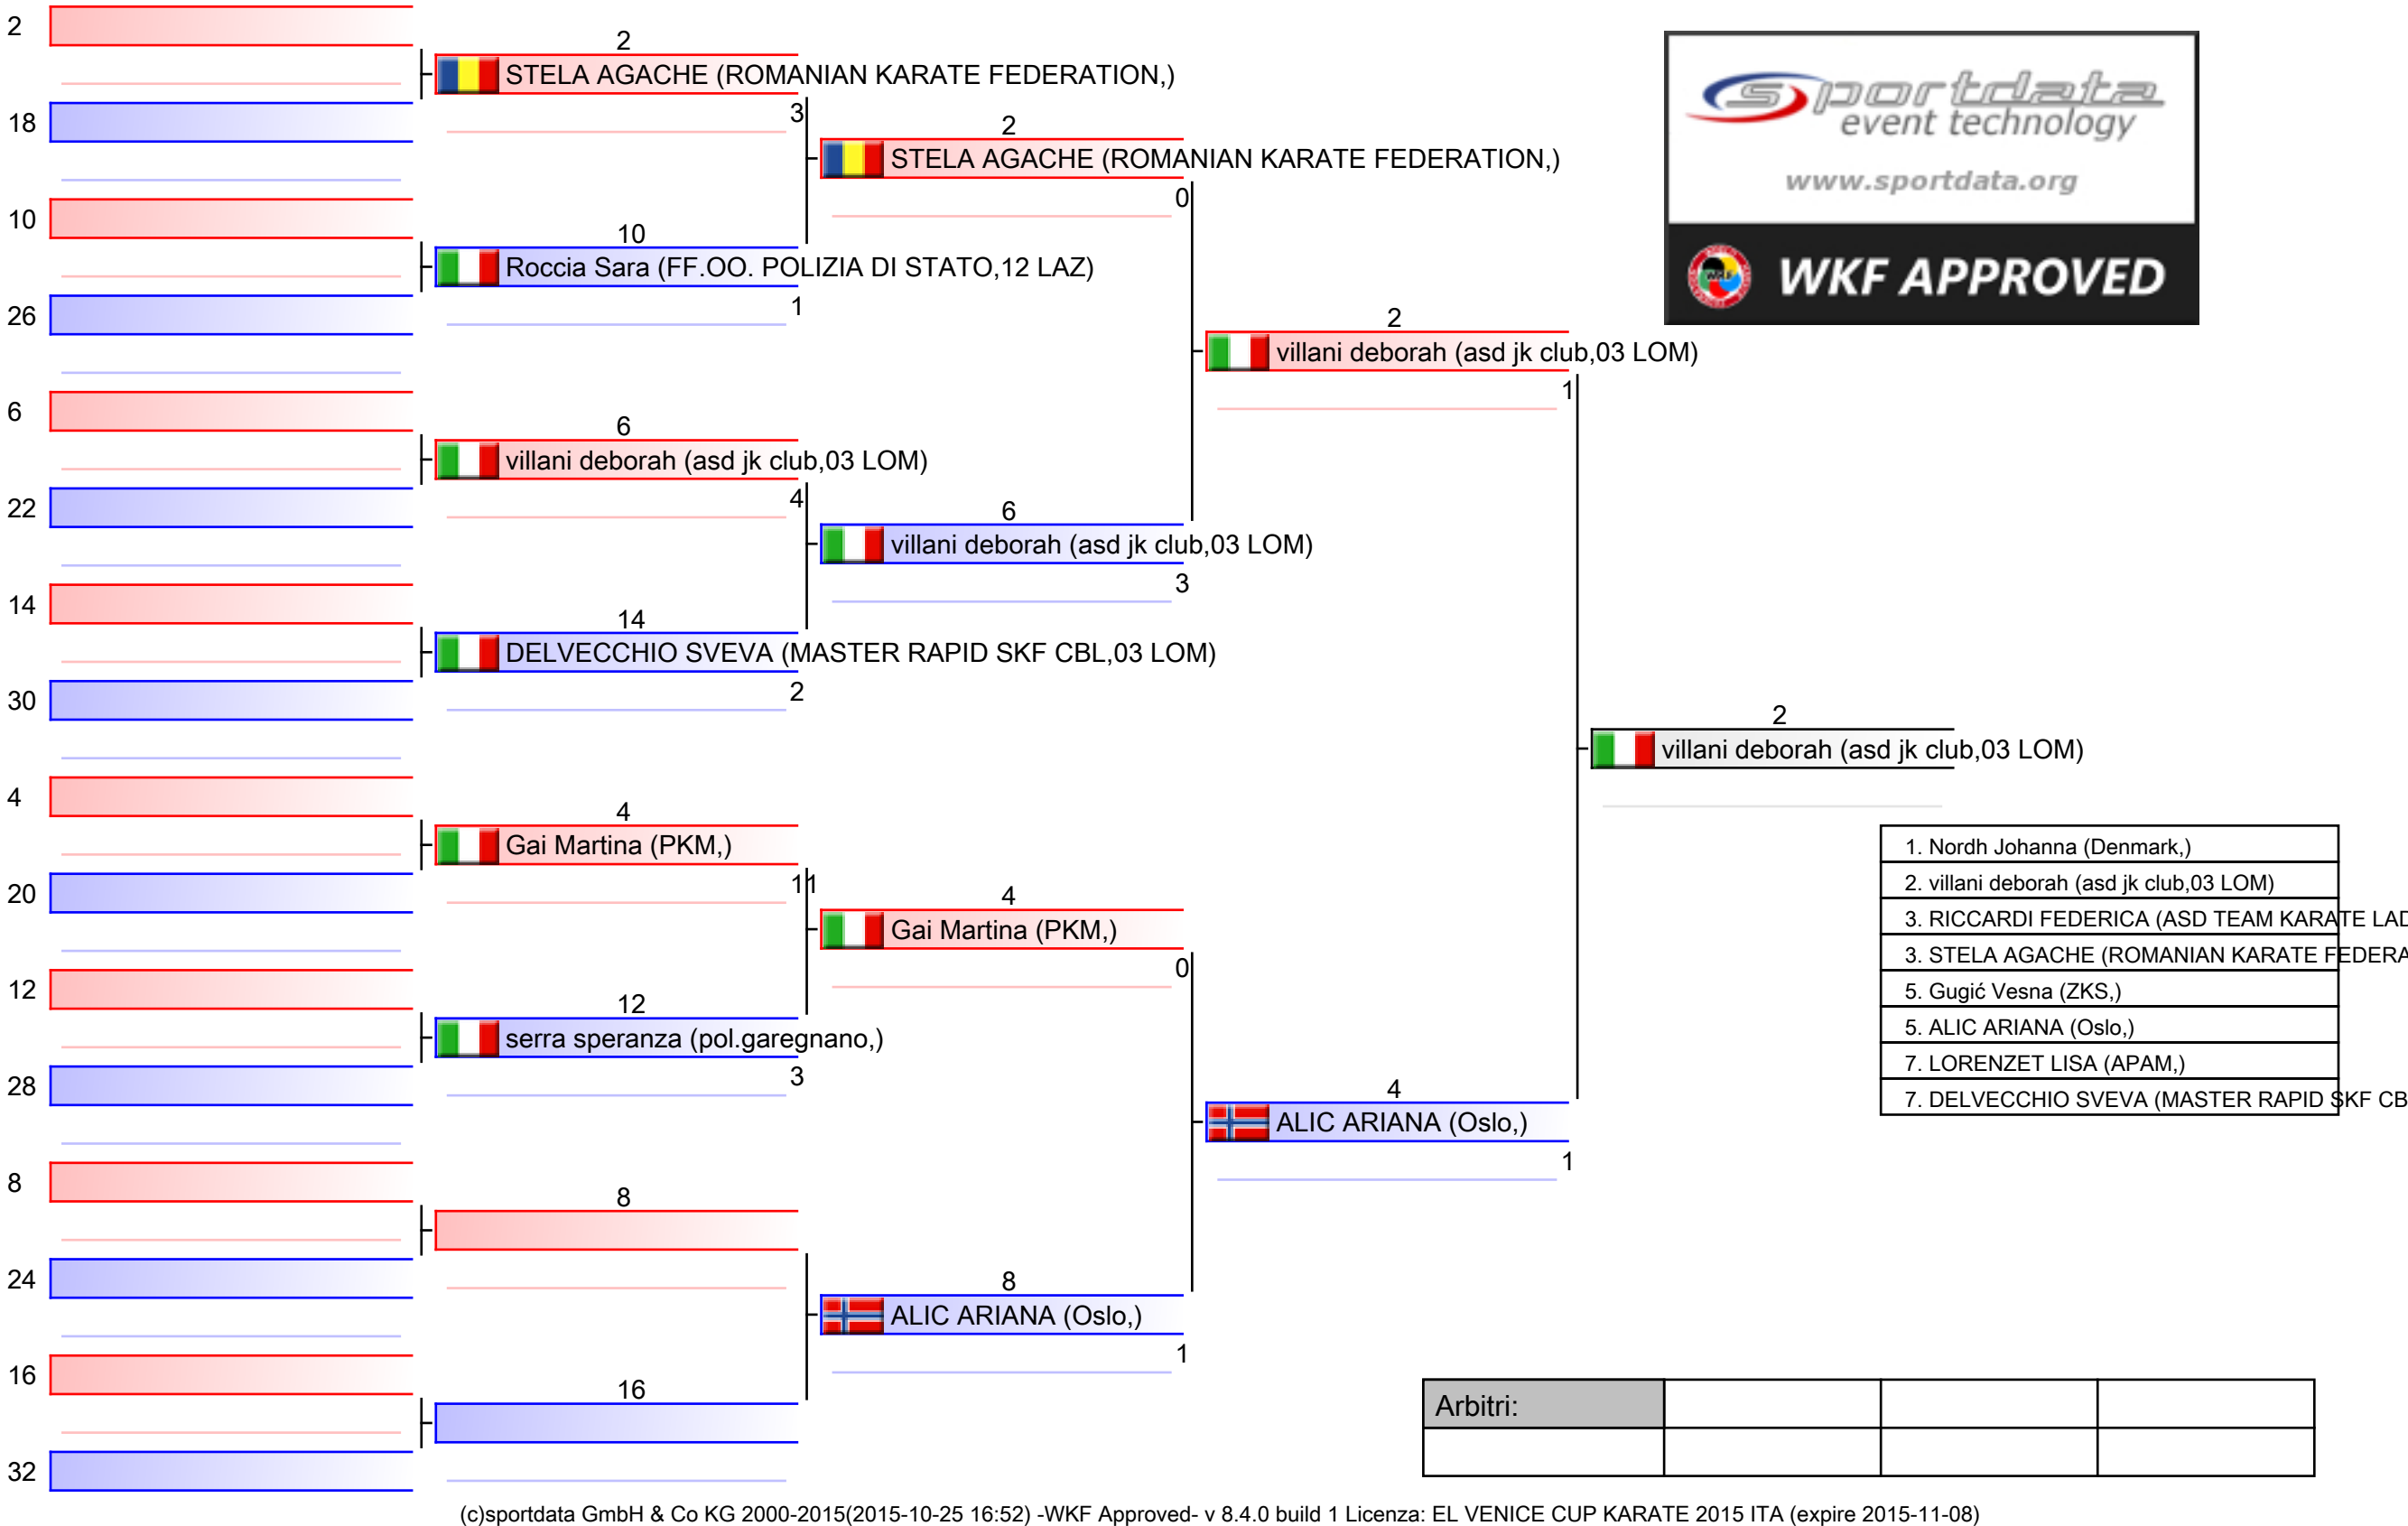 2
18
10
26
6
22
14
30
4
20
12
28
8
24
16
32
2
STELA AGACHE (ROMANIAN KARATE FEDERATION,)
3
10
Roccia Sara (FF.OO. POLIZIA DI STATO,12 LAZ)
1
6
villani deborah (asd jk club,03 LOM)
4
14
DELVECCHIO SVEVA (MASTER RAPID SKF CBL,03 LOM)
2
4
Gai Martina (PKM,)
11
12
serra speranza (pol.garegnano,)
3
8
16
2
STELA AGACHE (ROMANIAN KARATE FEDERATION,)
0
6
villani deborah (asd jk club,03 LOM)
3
4
Gai Martina (PKM,)
0
8
ALIC ARIANA (Oslo,)
1
2
villani deborah (asd jk club,03 LOM)
1
4
ALIC ARIANA (Oslo,)
1
2
villani deborah (asd jk club,03 LOM)
sportdata
event technology
www.sportdata.org
WKF
WKF APPROVED
1. Nordh Johanna (Denmark,)
2. villani deborah (asd jk club,03 LOM)
3. RICCARDI FEDERICA (ASD TEAM KARATE LAD
3. STELA AGACHE (ROMANIAN KARATE FEDERA
5. Gugić Vesna (ZKS,)
5. ALIC ARIANA (Oslo,)
7. LORENZET LISA (APAM,)
7. DELVECCHIO SVEVA (MASTER RAPID SKF CB
Arbitri:
(c)sportdata GmbH & Co KG 2000-2015(2015-10-25 16:52) -WKF Approved- v 8.4.0 build 1 Licenza: EL VENICE CUP KARATE 2015 ITA (expire 2015-11-08)